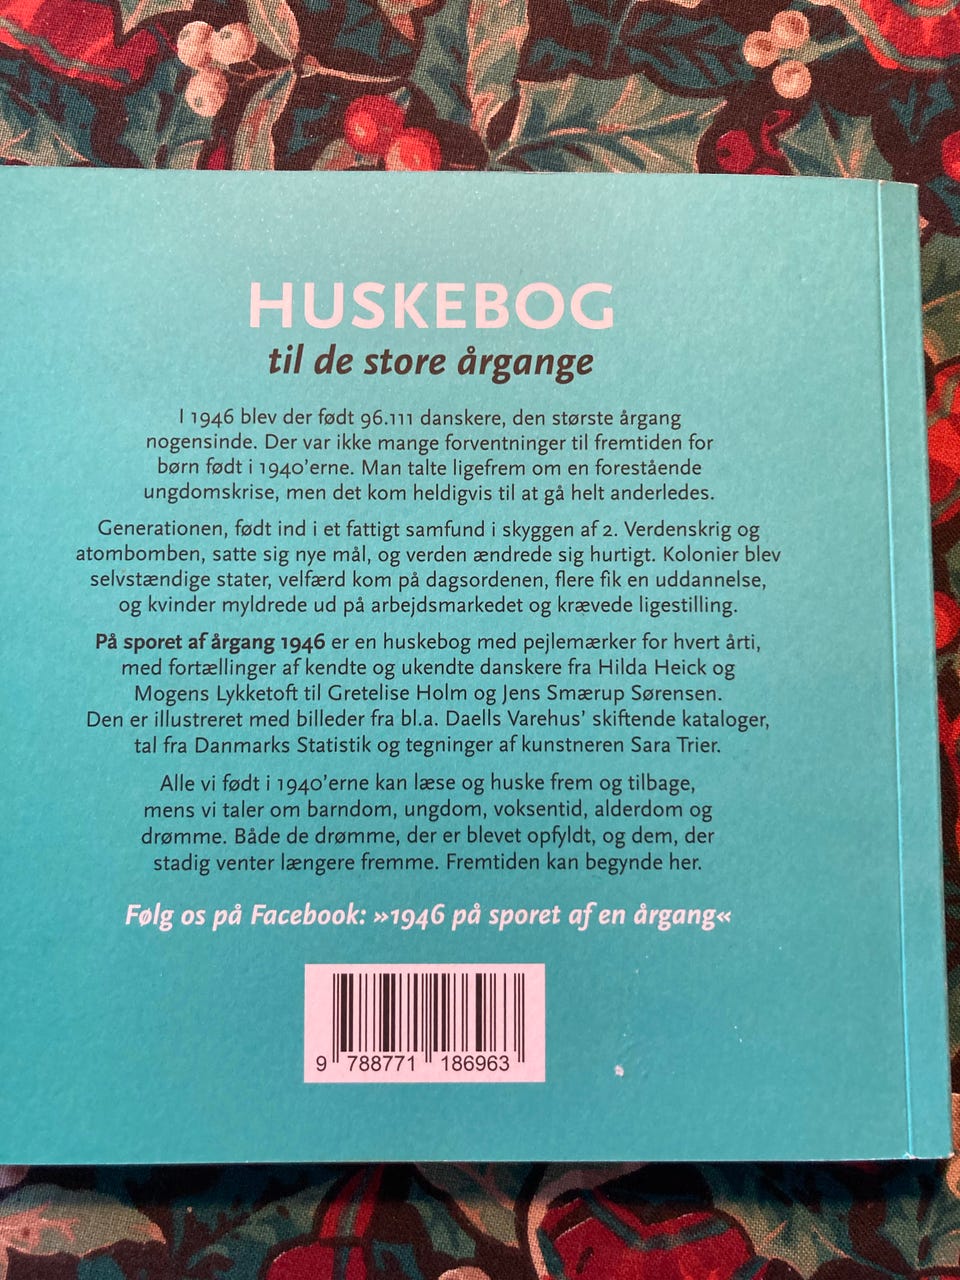 HUSKEBOG
til de store årgange
I 1946 blev der født 96.111 danskere, den største årgang
nogensinde. Der var ikke mange forventninger til fremtiden for
børn født i 1940’erne. Man talte ligefrem om en forestående
ungdomskrise, men det kom heldigvis til at gå helt anderledes.
Generationen, født ind i et fattigt samfund i skyggen af 2. Verdenskrig og
atombomben, satte sig nye mål, og verden ændrede sig hurtigt. Kolonier blev
selvstændige stater, velfærd kom på dagsordenen, flere fik en uddannelse,
og kvinder myldrede ud på arbejdsmarkedet og krævede ligestilling.
På sporet af årgang 1946 er en huskebog med pejlemærker for hvert årti,
med fortællinger af kendte og ukendte danskere fra Hilda Heick og
Mogens Lykketoft til Gretelise Holm og Jens Smærup Sørensen.
Den er illustreret med billeder fra bl.a. Daells Varehus’ skiftende kataloger,
tal fra Danmarks Statistik og tegninger af kunstneren Sara Trier.
Alle vi født i 1940’erne kan læse og huske frem og tilbage,
mens vi taler om barndom, ungdom, voksentid, alderdom og
drømme. Både de drømme, der er blevet opfyldt, og dem, der
stadig venter længere fremme. Fremtiden kan begynde her.
Følg os på Facebook: »1946 på sporet af en årgang«
9 788771 186963